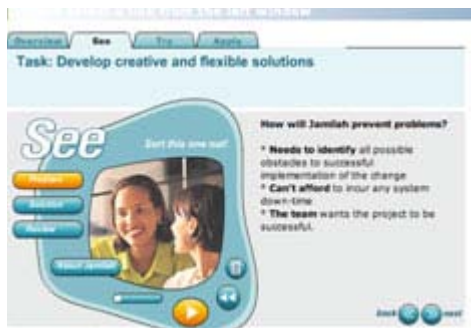 Overview See Try Apply
Task: Develop creative and flexible solutions
See
Sort this one out!
Problem
Solution
Review
About Jamilah
How will Jamilah prevent problems?
* Needs to identify all possible
obstacles to successful
implementation of the change
* Can't afford to incur any system
down-time
* The team wants the project to be
successful.
back next